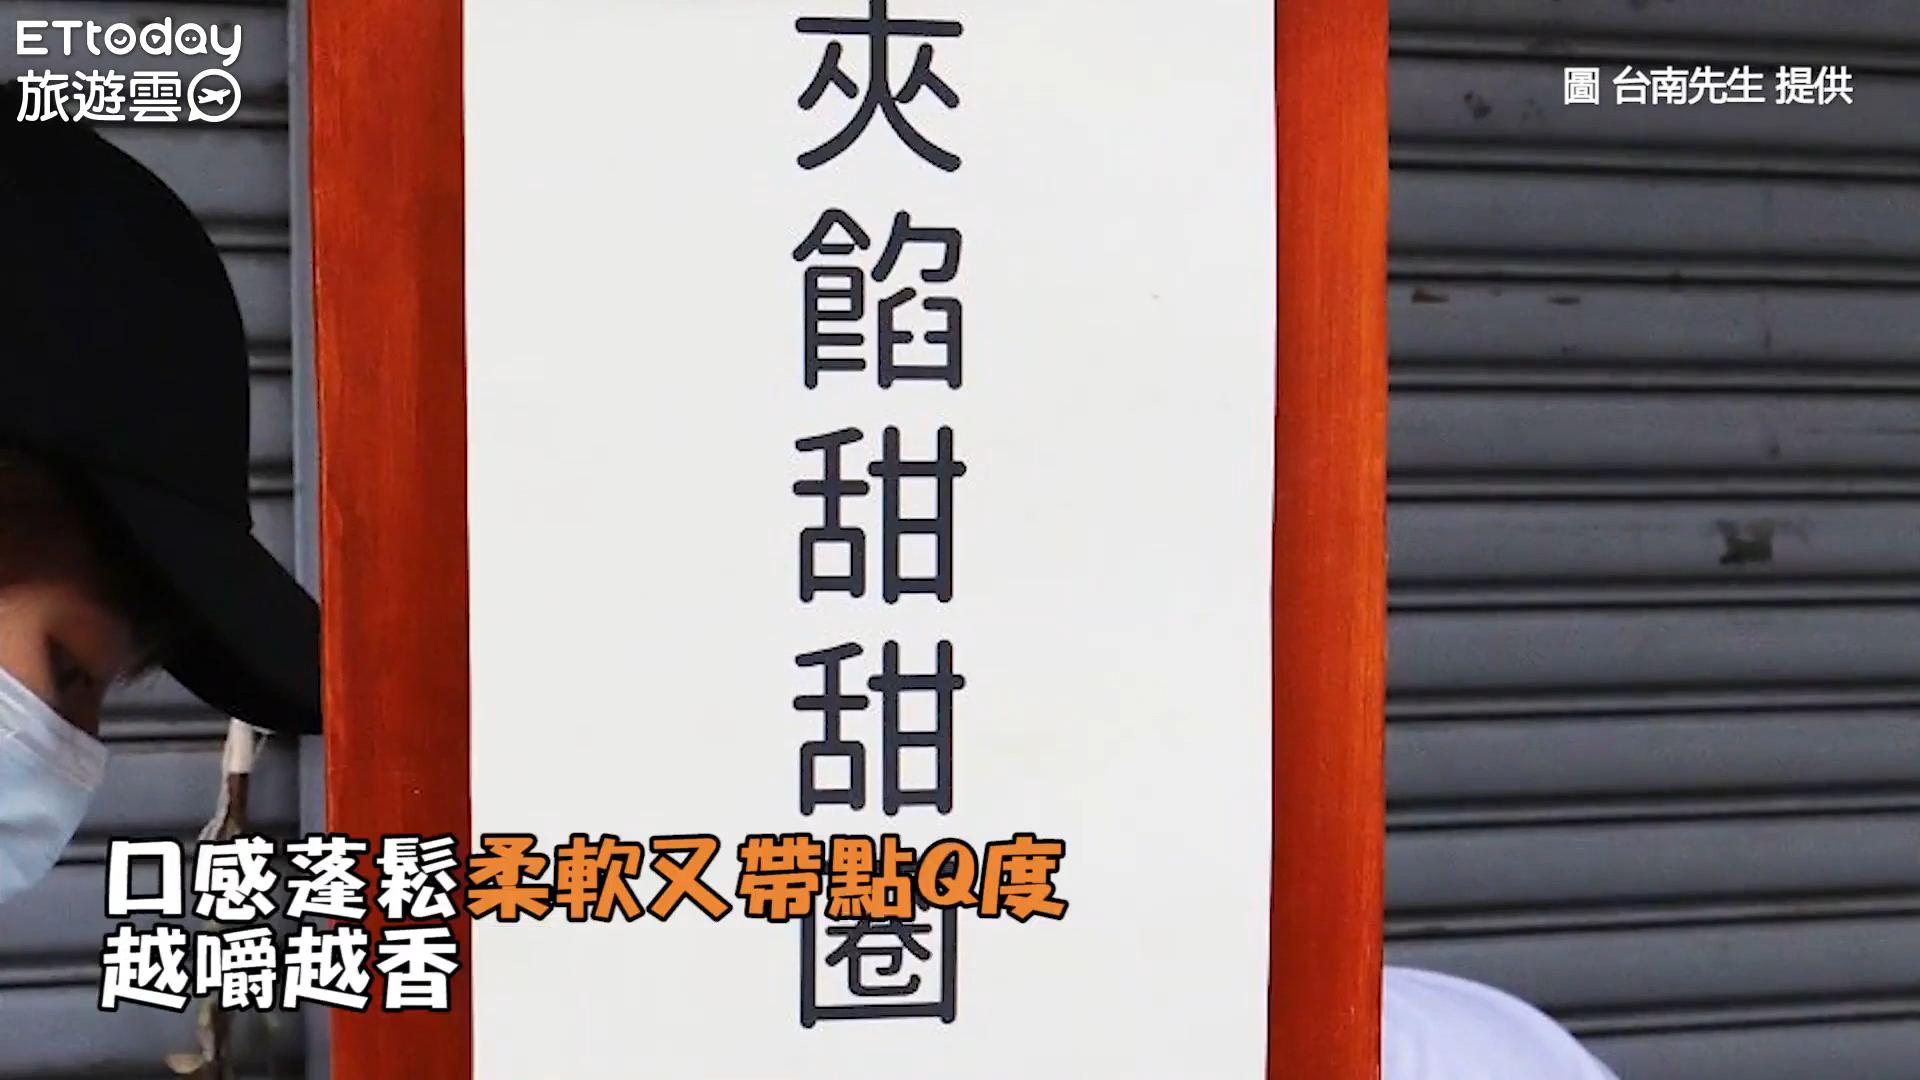 ETtoday
旅遊雲
圖 台南先生 提供
夾餡甜甜圈
口感蓬鬆柔軟又帶點Q度
越嚼越香